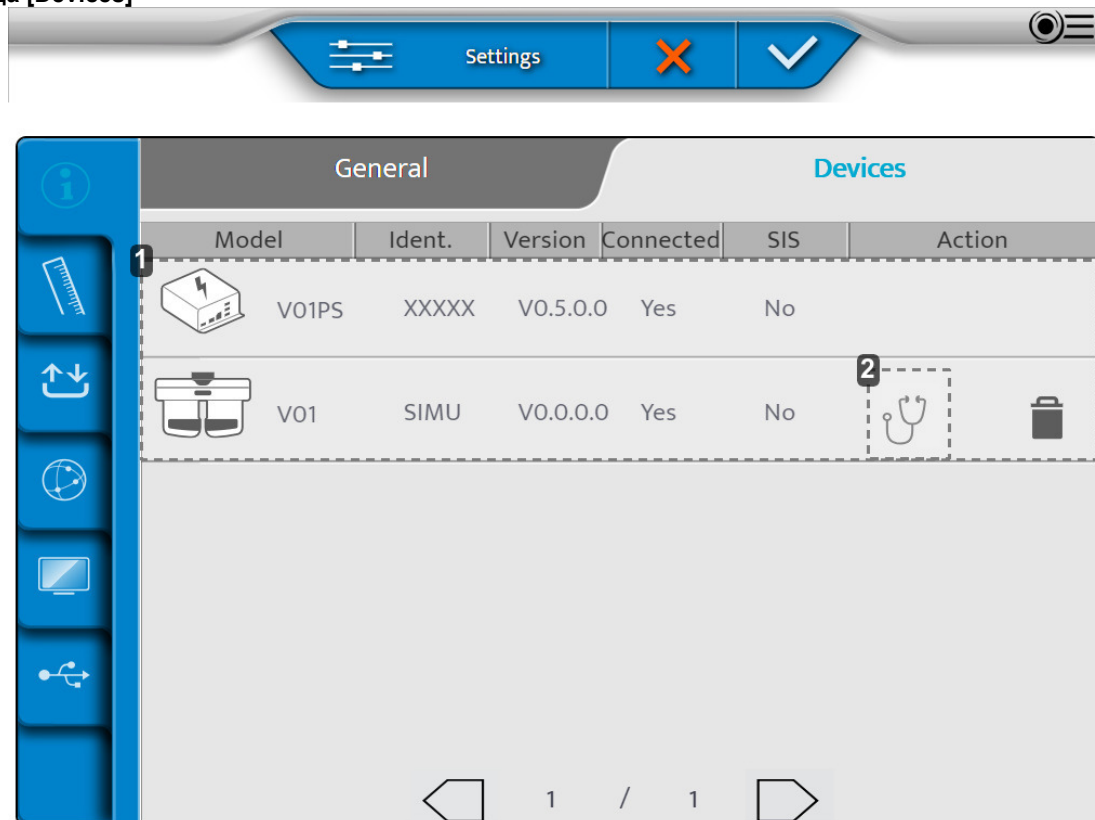 [Devices]
Settings
General Devices
Model Ident. Version Connected SIS Action
1
V01PS XXXXX V0.5.0.0 Yes No
2
V01 SIMU V0.0.0.0 Yes No
1 / 1